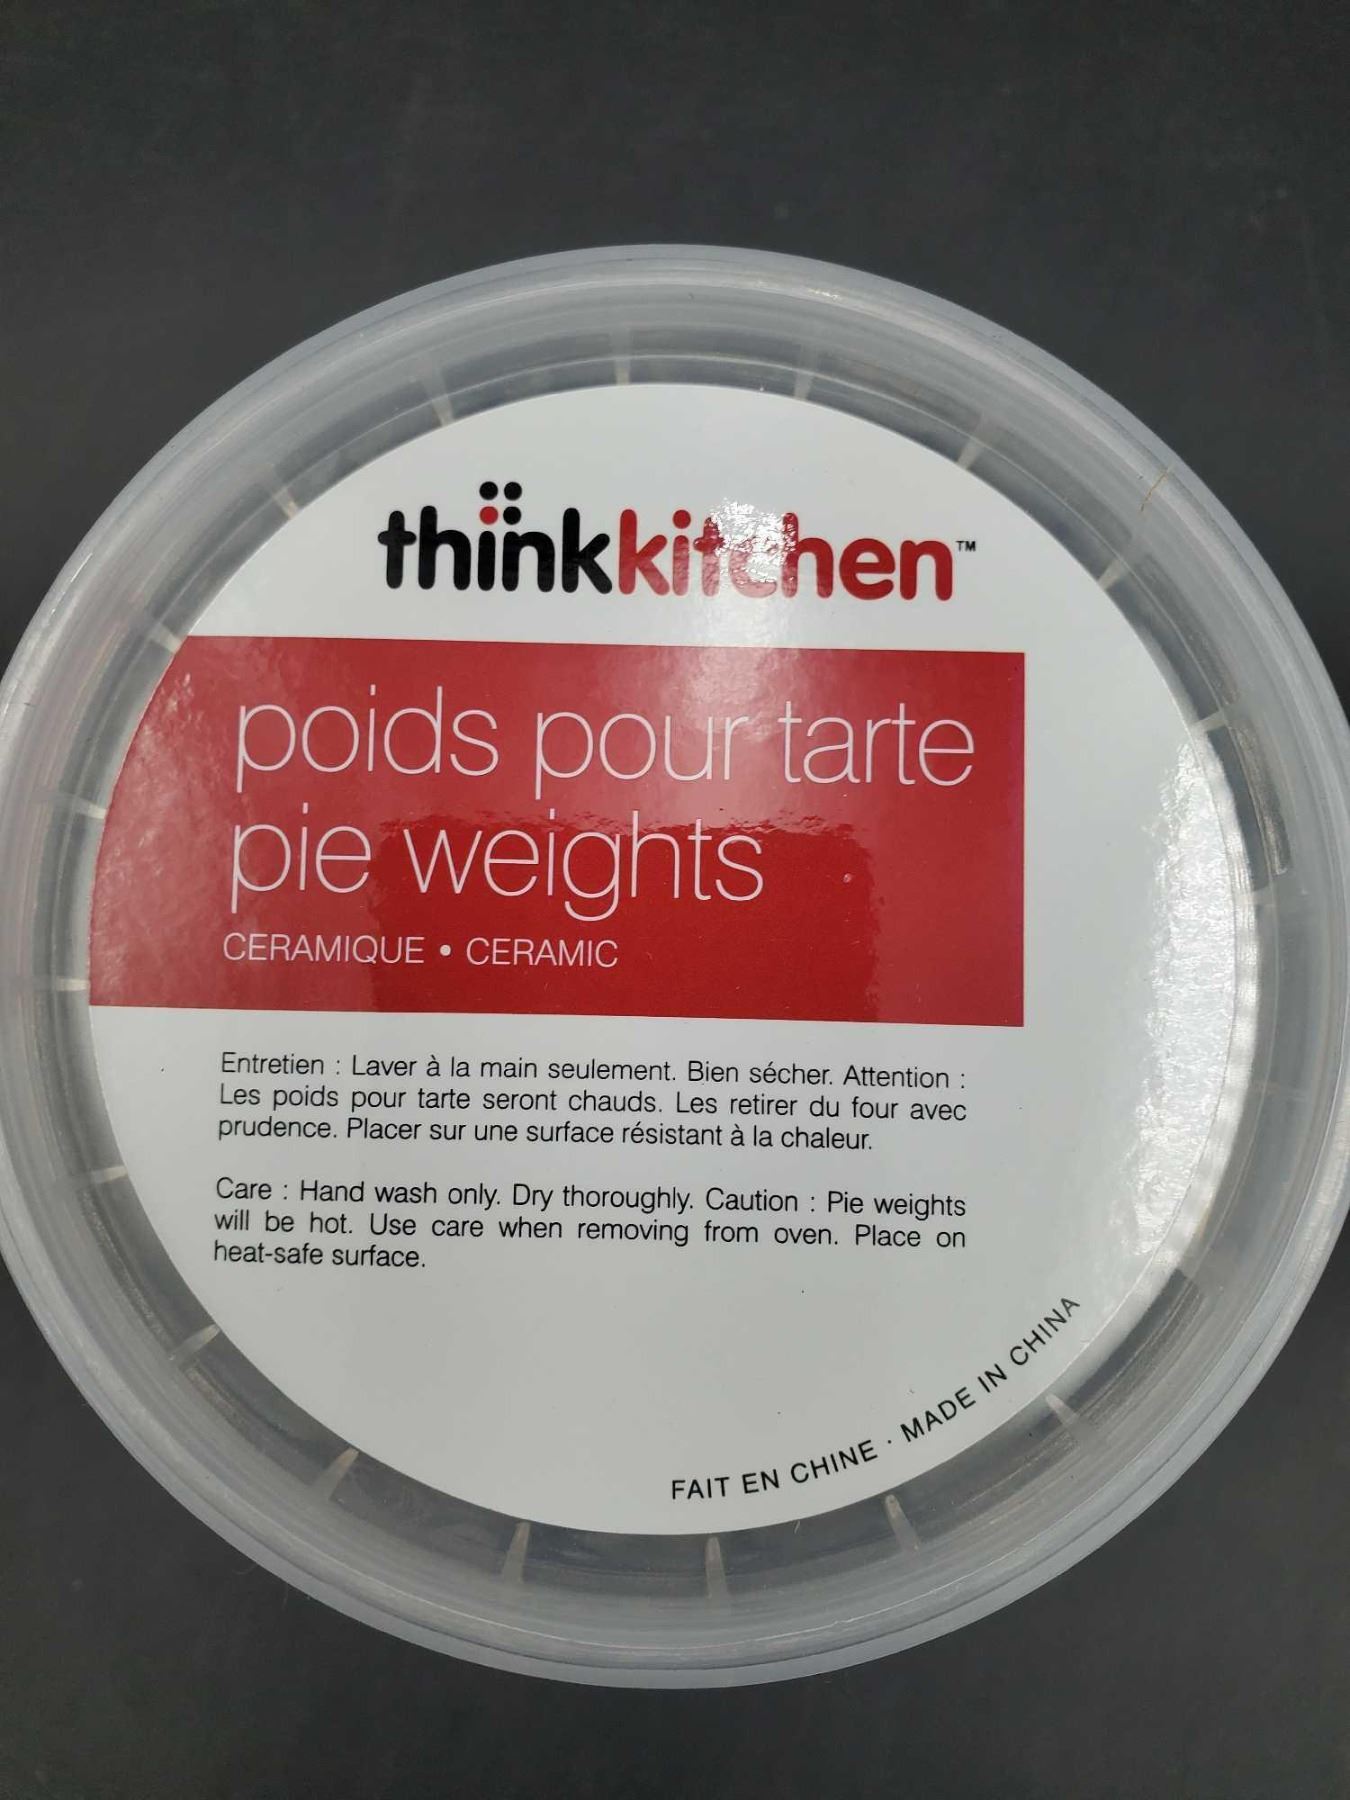 thinkkitchen™
poids pour tarte
pie weights
CERAMIQUE • CERAMIC
Entretien : Laver à la main seulement. Bien sécher. Attention :
Les poids pour tarte seront chauds. Les retirer du four avec
prudence. Placer sur une surface résistant à la chaleur.
Care : Hand wash only. Dry thoroughly. Caution : Pie weights
will be hot. Use care when removing from oven. Place on
heat-safe surface.
FAIT EN CHINE · MADE IN CHINA